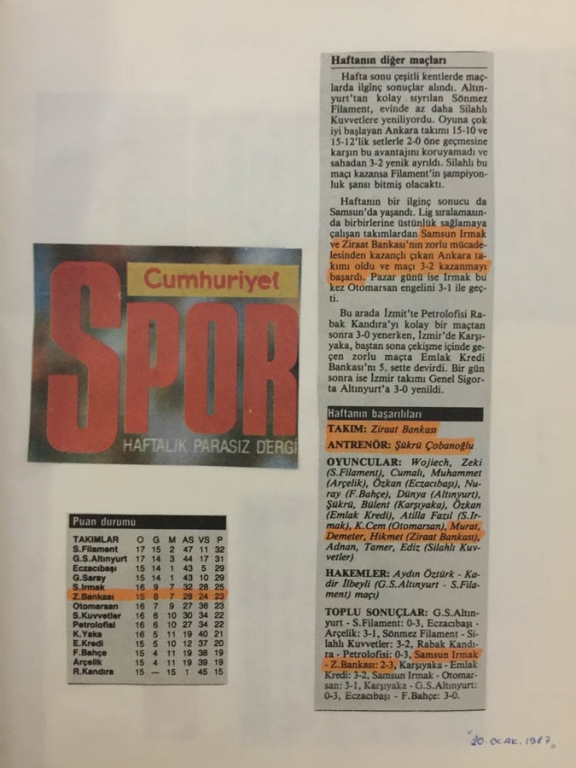 Haftanın diğer maçları
Hafta sonu çeşitli kentlerde maç-
larda ilginç sonuçlar alındı. Altın-
yurt'tan kolay sıyrılan Sönmez
Filament, evinde az daha Silahlı
Kuvvetlere yeniliyordu. Oyuna çok
iyi başlayan Ankara takımı 15-10 ve
15-12'lik setlerle 2-0 öne geçmesine
karşın bu avantajını koruyamadı ve
sahadan 3-2 yenik ayrıldı. Silahlı bu
maçı kazansa Filament'in şampiyon-
luk şansı bitmiş olacaktı.
Haftanın bir ilginç sonucu da
Samsun'da yaşandı. Lig sıralamasın-
da birbirlerine üstünlük sağlamaya
çalışan takımlardan Samsun Irmak
ve Ziraat Bankası'nın zorlu mücade-
lesinden kazançlı çıkan Ankara ta-
kımı oldu ve maçı 3-2 kazanmayı
başardı. Pazar günü ise Irmak bu
kez Otomarsan engelini 3-1 ile geç-
ti.
Bu arada İzmit'te Petrolofisi Ra-
bak Kandıra'yı kolay bir maçtan
sonra 3-0 yenerken, İzmir'de Karşı-
yaka, baştan sona çekişme içinde ge-
çen zorlu maçta Emlak Kredi
Bankası'nı 5. sette devirdi. Bir gün
sonra ise İzmir takımı Genel Sigor-
ta Altınyurt'a 3-0 yenildi.
Haftanın başarılıları
TAKIM: Ziraat Bankası
ANTRENÖR: Şükrü Çobanoğlu
OYUNCULAR: Wojiech, Zeki
(S.Filament), Cumalı, Muhammet
(Arçelik), Özkan (Eczacıbaşı), Nu-
ray (F.Bahçe), Dünya (Altınyurt),
Şükrü, Bülent (Karşıyaka), Özkan
(Emlak Kredi), Atilla Fazıl (S.Ir-
mak), K.Cem (Otomarsan), Murat,
Demeter, Hikmet (Ziraat Bankası),
Adnan, Tamer, Ediz (Silahlı Kuv-
vetler)
HAKEMLER: Aydın Öztürk - Ka-
dir İlbeyli (G.S.Altınyurt - S.Fila-
ment) maçı)
TOPLU SONUÇLAR: G.S.Altın-
yurt - S.Filament: 0-3, Eczacıbaşı -
Arçelik: 3-1, Sönmez Filament - Si-
lahlı Kuvvetler: 3-2, Rabak Kandı-
ra - Petrolofisi: 0-3, Samsun Irmak
- Z.Bankası: 2-3, Karşıyaka - Emlak
Kredi: 3-2, Samsun Irmak - Otomar-
san: 3-1, Karşıyaka - G.S.Altınyurt:
0-3, Eczacıbaşı - F.Bahçe: 3-0.
Cumhuriyet
SPOR
HAFTALIK PARASIZ DERGİ
Puan durumu
TAKIMLAR O G M AS VS P
S.Filament 17 15 2 47 11 32
G.S.Altınyurt 17 14 3 44 17 31
Eczacıbaşı 15 14 1 43 5 29
G.Saray 15 14 1 43 10 29
S.Irmak 16 9 7 32 28 25
Z.Bankası 15 8 7 28 24 23
Otomarsan 16 7 9 27 36 23
S.Kuvvetler 16 6 10 30 34 22
Petrolofisi 16 6 10 27 34 22
K.Yaka 16 5 11 19 40 21
E.Kredi 15 5 10 12 37 20
F.Bahçe 15 4 11 19 38 19
Arçelik 15 4 11 19 39 19
R.Kandıra 15 — 15 1 45 15
"20.OCAK.1987"